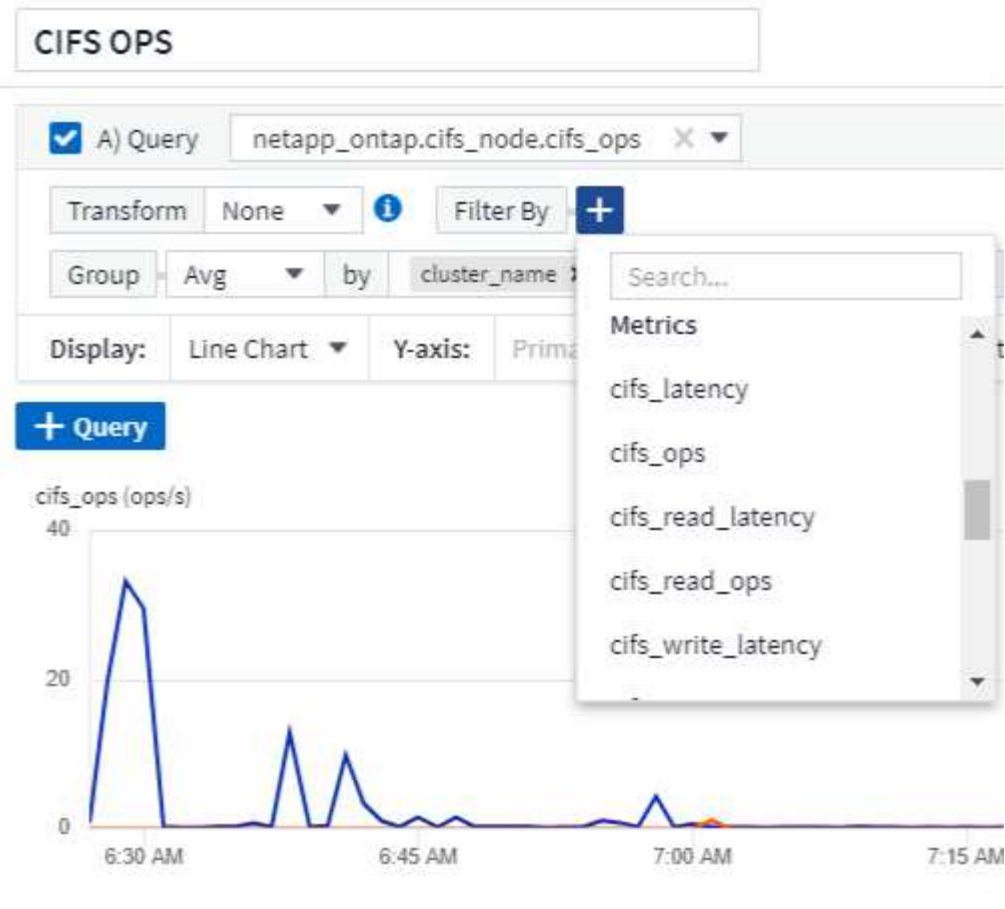 CIFS OPS
A) Query netapp_ontap.cifs_node.cifs_ops
Transform None Filter By
Group Avg by cluster_name
Search...
Metrics
Display: Line Chart Y-axis:
cifs_latency
+ Query
cifs_ops
cifs_read_latency
cifs_read_ops
cifs_write_latency
cifs_ops (ops/s)
40
20
0
6:30 AM 6:45 AM 7:00 AM 7:15 AM